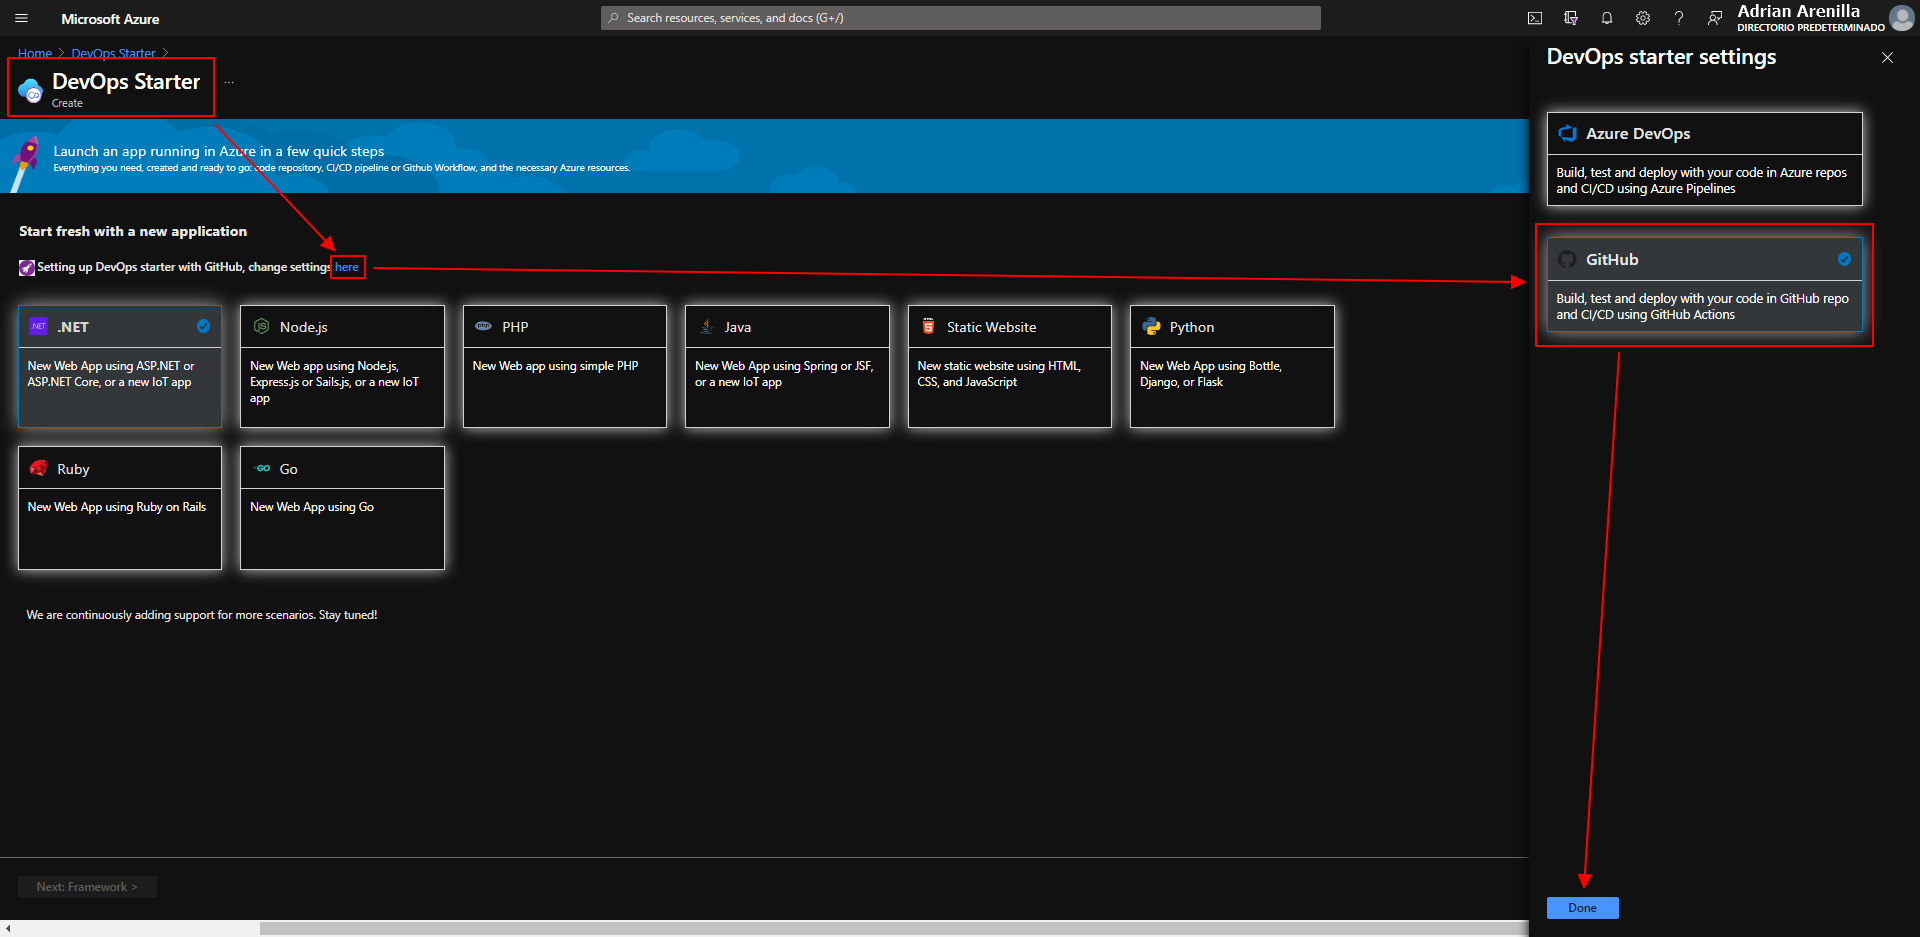 Microsoft Azure
Search resources, services, and docs (G+/)
Adrian Arenilla
DIRECTORIO PREDETERMINADO
Home > DevOps Starter >
DevOps Starter
...
Create
Launch an app running in Azure in a few quick steps
Everything you need, created and ready to go: code repository, CI/CD pipeline or Github Workflow, and the necessary Azure resources.
Start fresh with a new application
Setting up DevOps starter with GitHub, change settings here
NET
.NET
New Web App using ASP.NET or
ASP.NET Core, or a new IoT app
Node.js
New Web app using Node.js,
Express.js or Sails.js, or a new IoT
app
php
PHP
New Web app using simple PHP
Java
New Web App using Spring or JSF,
or a new IoT app
Static Website
New static website using HTML,
CSS, and JavaScript
Python
New Web App using Bottle,
Django, or Flask
Ruby
New Web App using Ruby on Rails
GO
Go
New Web App using Go
We are continuously adding support for more scenarios. Stay tuned!
Next: Framework >
DevOps starter settings
Azure DevOps
Build, test and deploy with your code in Azure repos
and CI/CD using Azure Pipelines
GitHub
Build, test and deploy with your code in GitHub repo
and CI/CD using GitHub Actions
Done